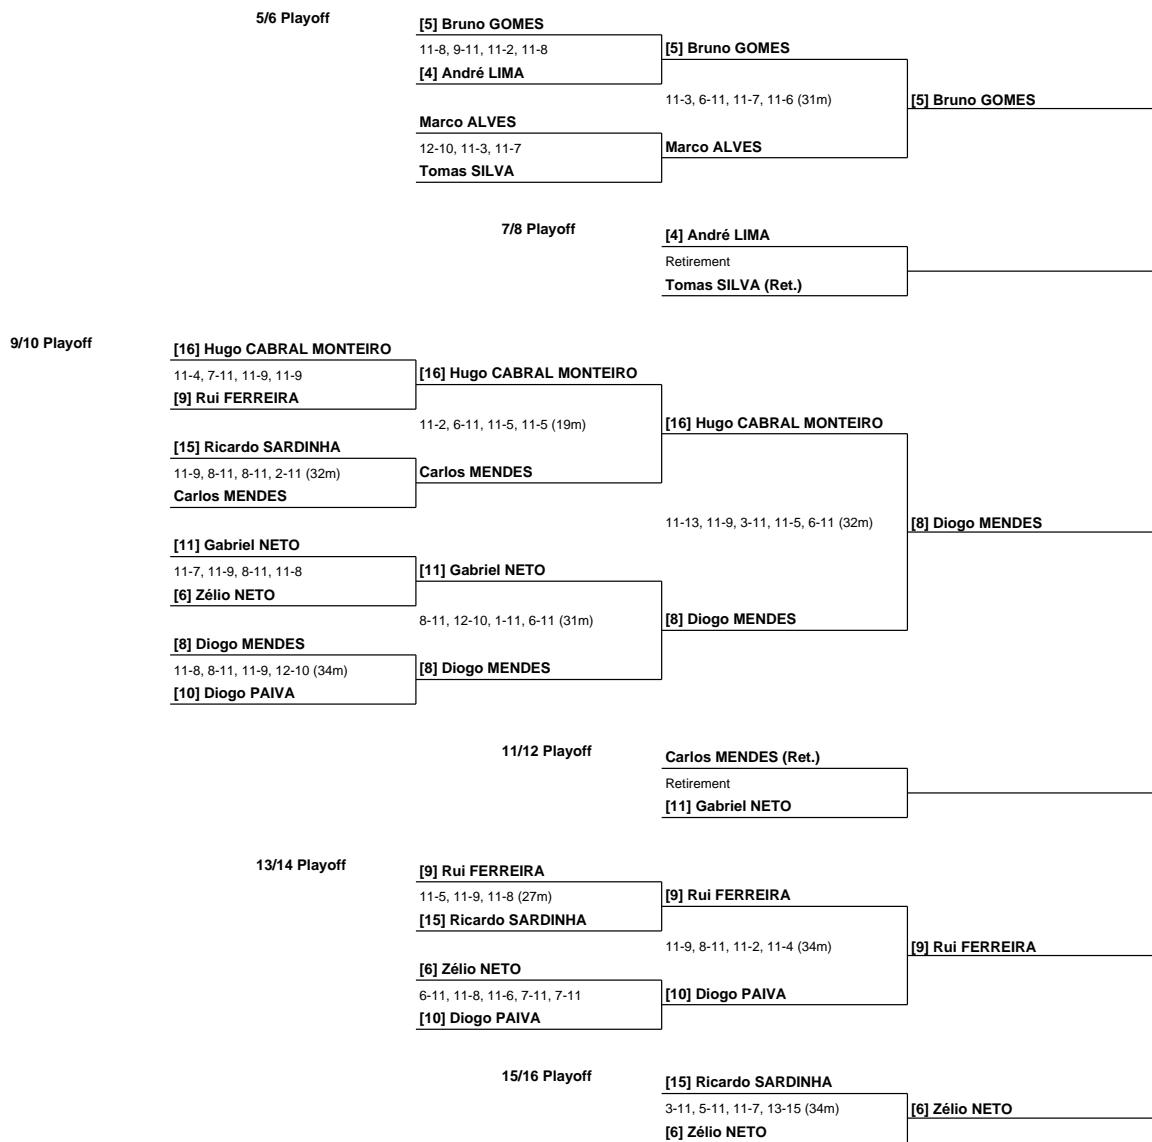 5/6 Playoff
[5] Bruno GOMES
11-8, 9-11, 11-2, 11-8
[4] André LIMA
[5] Bruno GOMES
11-3, 6-11, 11-7, 11-6 (31m)
[5] Bruno GOMES
Marco ALVES
12-10, 11-3, 11-7
Tomas SILVA
Marco ALVES
7/8 Playoff
[4] André LIMA
Retirement
Tomas SILVA (Ret.)
9/10 Playoff
[16] Hugo CABRAL MONTEIRO
11-4, 7-11, 11-9, 11-9
[9] Rui FERREIRA
[16] Hugo CABRAL MONTEIRO
11-2, 6-11, 11-5, 11-5 (19m)
[16] Hugo CABRAL MONTEIRO
[15] Ricardo SARDINHA
11-9, 8-11, 8-11, 2-11 (32m)
Carlos MENDES
Carlos MENDES
11-13, 11-9, 3-11, 11-5, 6-11 (32m)
[8] Diogo MENDES
[11] Gabriel NETO
11-7, 11-9, 8-11, 11-8
[6] Zélio NETO
[11] Gabriel NETO
8-11, 12-10, 1-11, 6-11 (31m)
[8] Diogo MENDES
[8] Diogo MENDES
11-8, 8-11, 11-9, 12-10 (34m)
[10] Diogo PAIVA
[8] Diogo MENDES
11/12 Playoff
Carlos MENDES (Ret.)
Retirement
[11] Gabriel NETO
13/14 Playoff
[9] Rui FERREIRA
11-5, 11-9, 11-8 (27m)
[15] Ricardo SARDINHA
[9] Rui FERREIRA
11-9, 8-11, 11-2, 11-4 (34m)
[9] Rui FERREIRA
[6] Zélio NETO
6-11, 11-8, 11-6, 7-11, 7-11
[10] Diogo PAIVA
[10] Diogo PAIVA
15/16 Playoff
[15] Ricardo SARDINHA
3-11, 5-11, 11-7, 13-15 (34m)
[6] Zélio NETO
[6] Zélio NETO